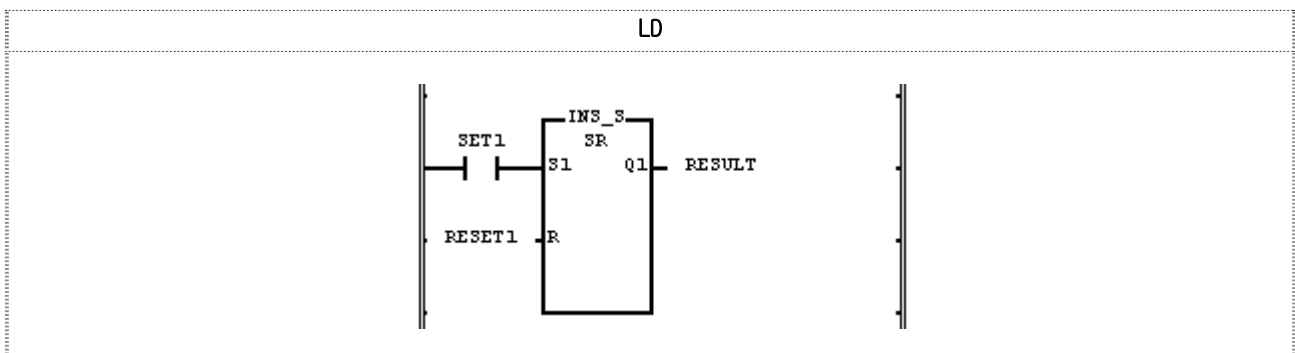 LD
INS_S
SET1 SR
S1 Q1 RESULT
RESET1 R